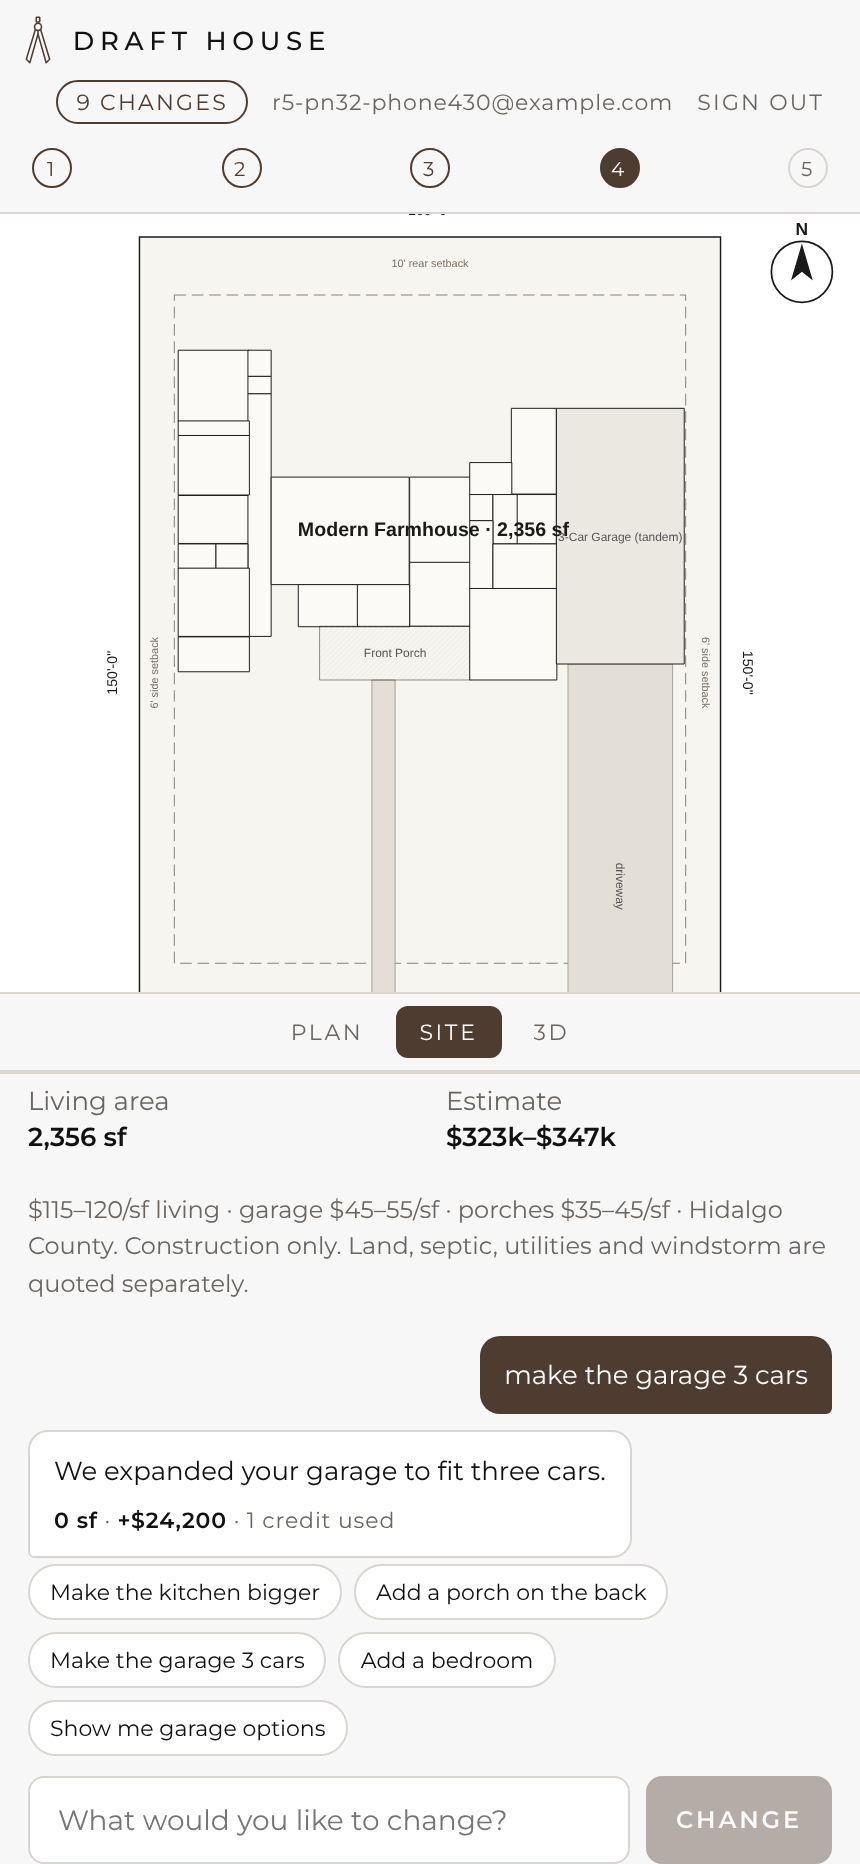 DRAFT HOUSE
9 CHANGES
r5-pn32-phone430@example.com
SIGN OUT
1
2
3
4
5
N
10' rear setback
Modern Farmhouse · 2,356 sf
3-Car Garage (tandem)
Front Porch
150'-0"
6' side setback
6' side setback
150'-0"
driveway
PLAN
SITE
3D
Living area
Estimate
2,356 sf
$323k–$347k
$115–120/sf living · garage $45–55/sf · porches $35–45/sf · Hidalgo
County. Construction only. Land, septic, utilities and windstorm are
quoted separately.
make the garage 3 cars
We expanded your garage to fit three cars.
0 sf · +$24,200 · 1 credit used
Make the kitchen bigger
Add a porch on the back
Make the garage 3 cars
Add a bedroom
Show me garage options
What would you like to change?
CHANGE